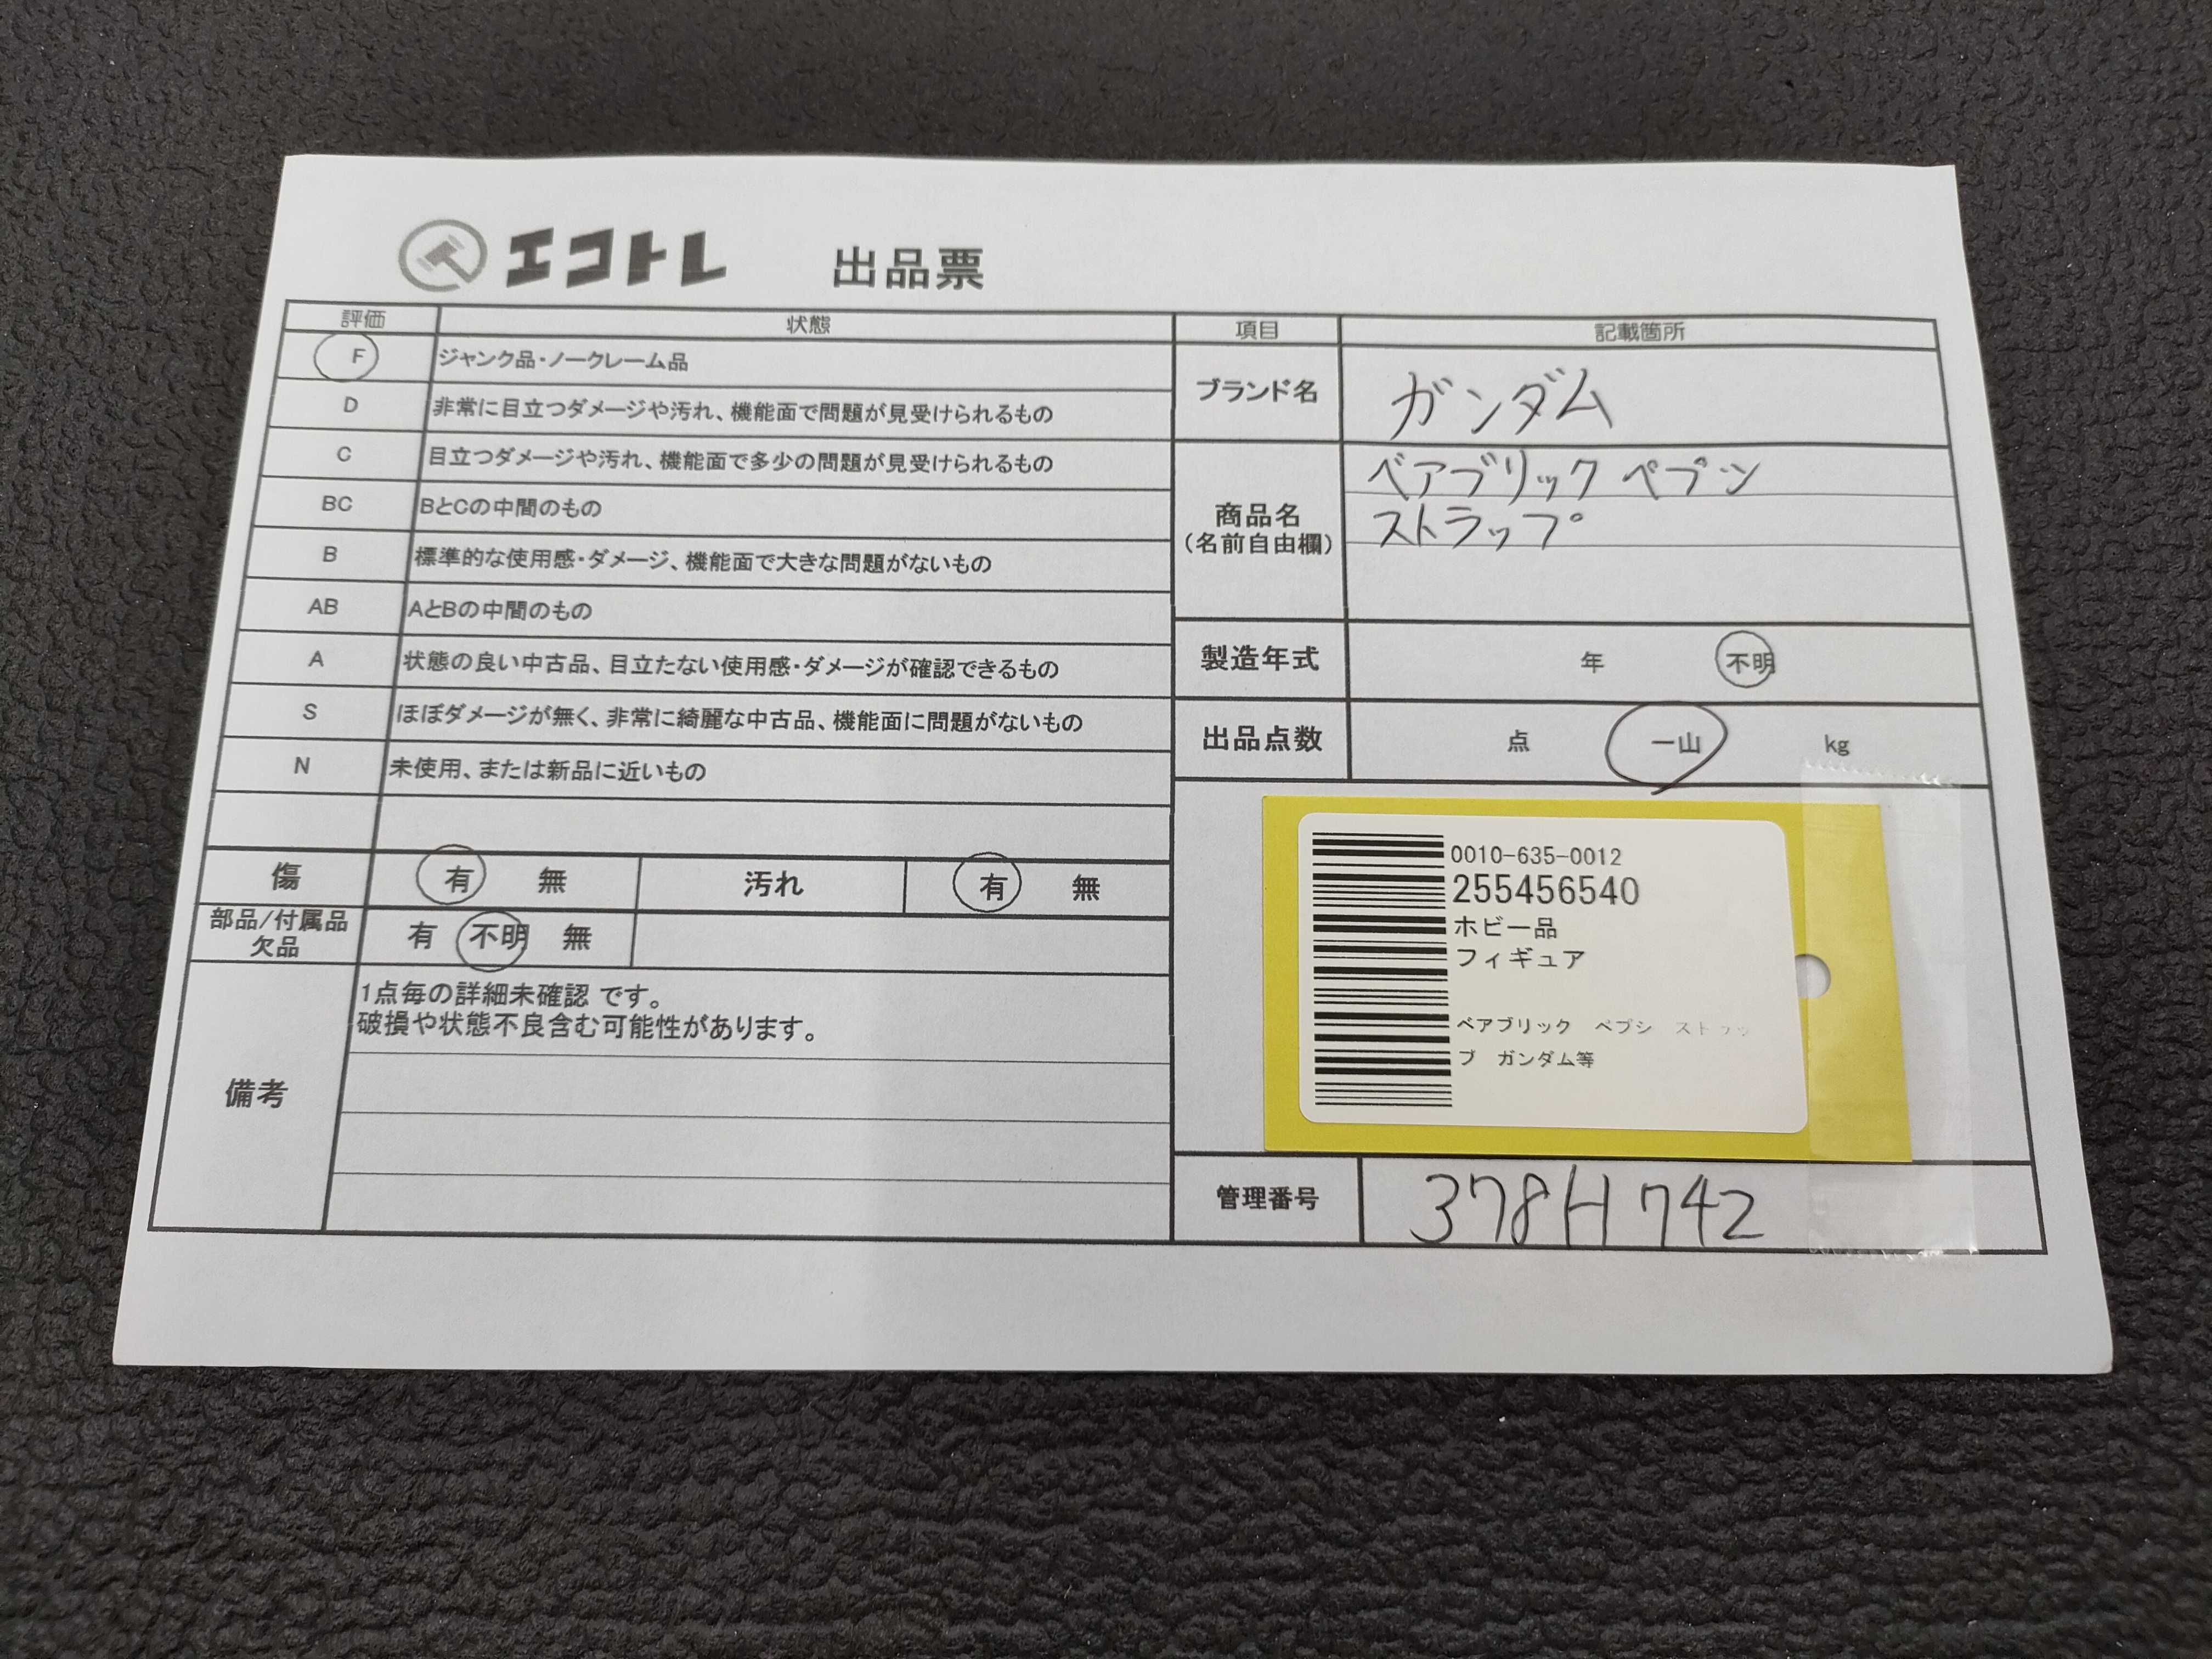 エコトレ 出品票
評価 状態
F ジャンク品・ノークレーム品
D 非常に目立つダメージや汚れ、機能面で問題が見受けられるもの
C 目立つダメージや汚れ、機能面で多少の問題が見受けられるもの
BC BとCの中間のもの
B 標準的な使用感・ダメージ、機能面で大きな問題がないもの
AB AとBの中間のもの
A 状態の良い中古品、目立たない使用感・ダメージが確認できるもの
S ほぼダメージが無く、非常に綺麗な中古品、機能面に問題がないもの
N 未使用、または新品に近いもの
傷 有 無 汚れ 有 無
部品/付属品
欠品
有 不明 無
備考
1点毎の詳細未確認 です。
破損や状態不良含む可能性があります。
項目 記載箇所
ブランド名 ガンダム
商品名
(名前自由欄)
ベアブリック ペプシ
ストラップ
製造年式 年 不明
出品点数 点 一山 kg
0010-635-0012
255456540
ホビー品
フィギュア
ベアブリック ペプシ ストラッ
プ ガンダム等
管理番号 378H742